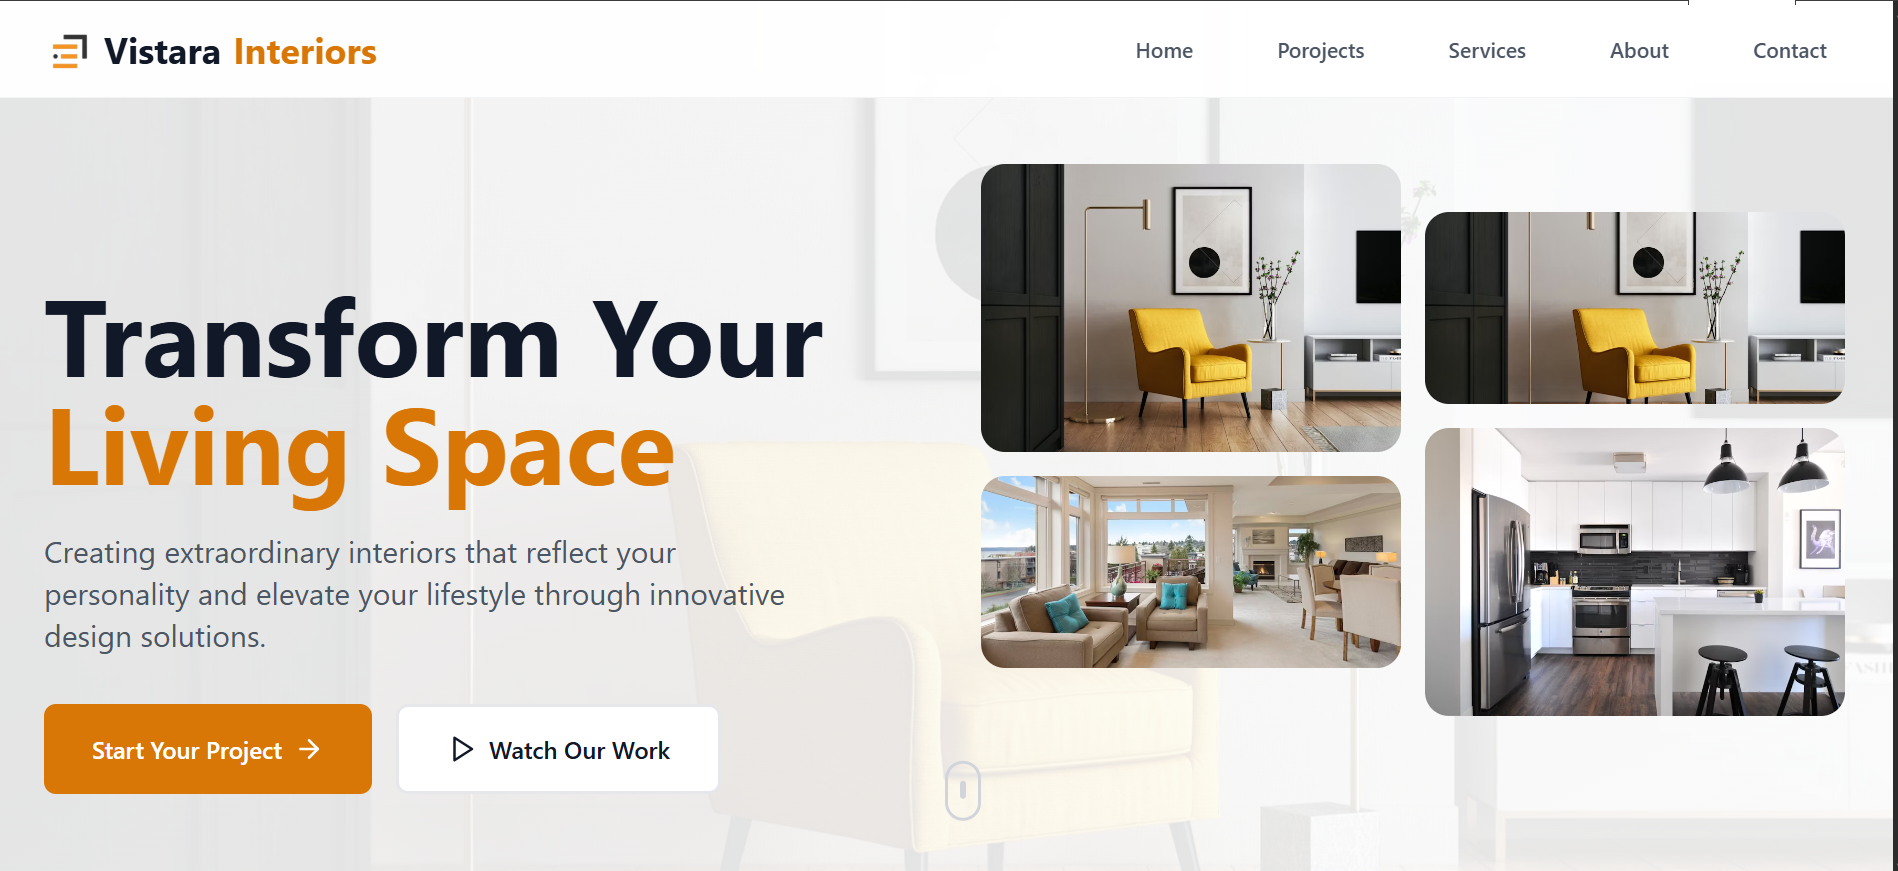 Vistara Interiors
Home
Porojects
Services
About
Contact
Transform Your
Living Space
Creating extraordinary interiors that reflect your
personality and elevate your lifestyle through innovative
design solutions.
Start Your Project
Watch Our Work